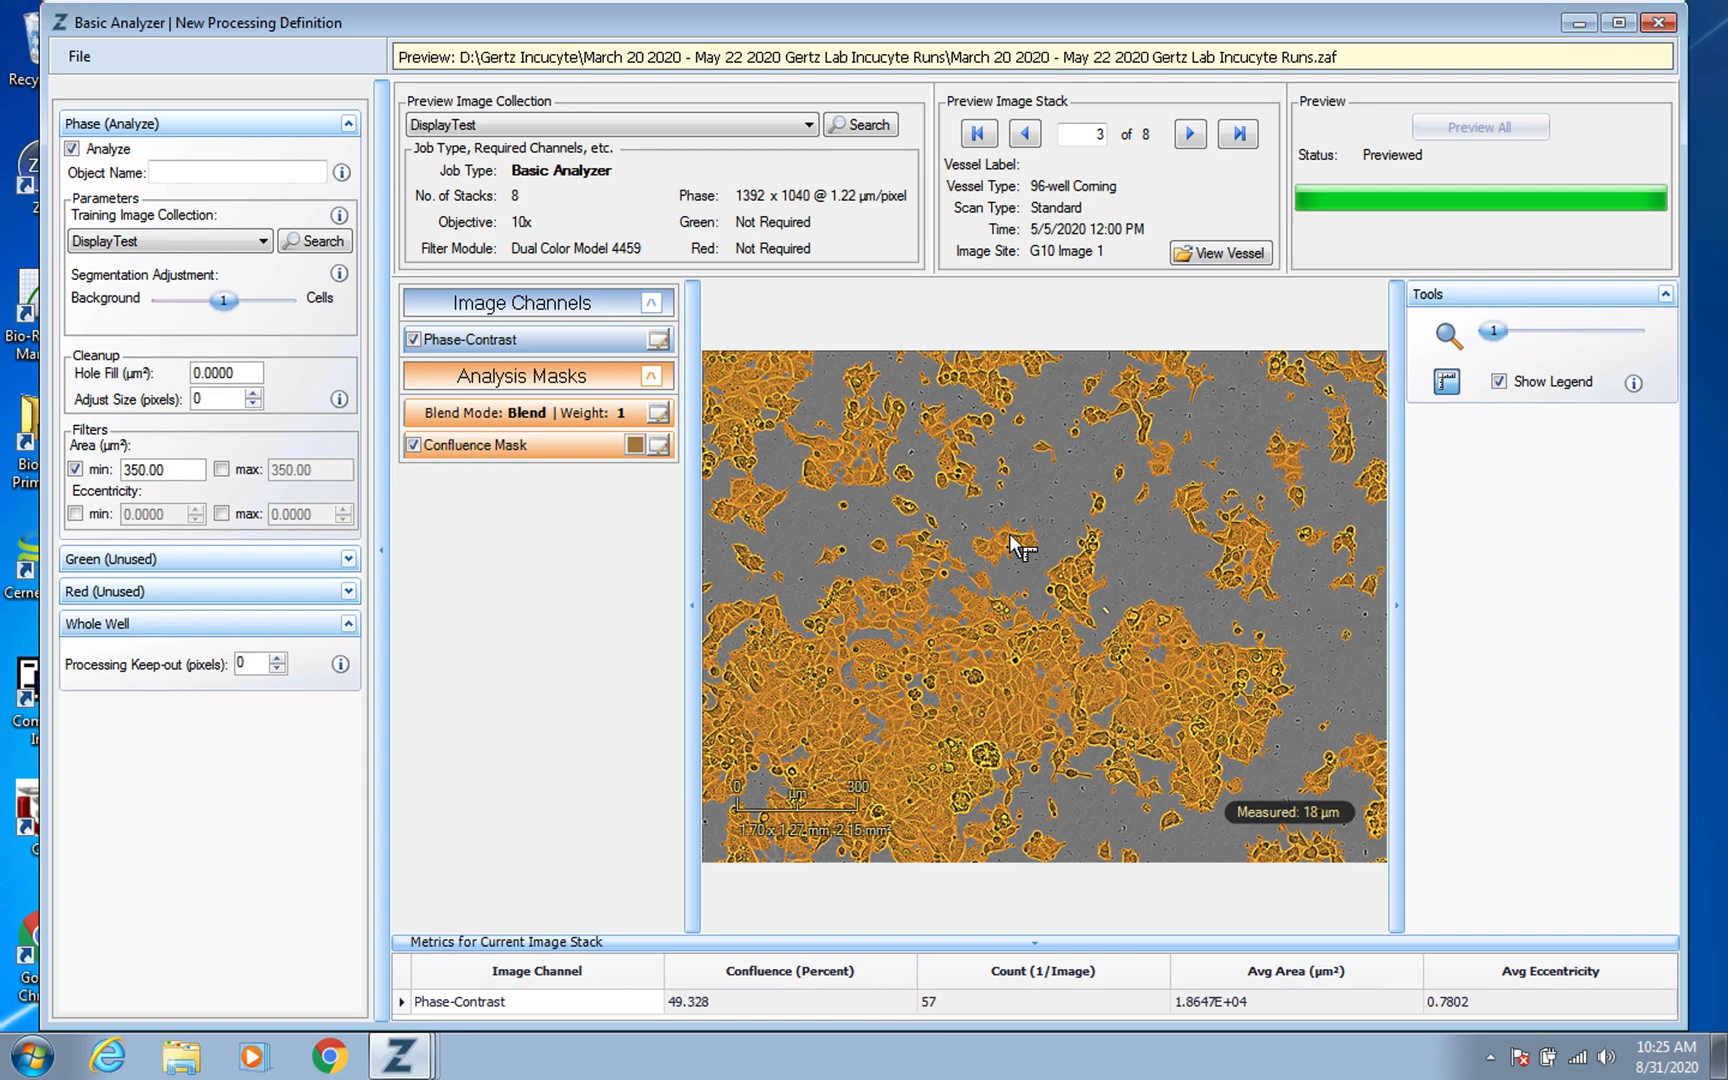 Basic Analyzer | New Processing Definition
File
Preview: D:\Gertz Incucyte\March 20 2020 - May 22 2020 Gertz Lab Incucyte Runs\March 20 2020 - May 22 2020 Gertz Lab Incucyte Runs.zaf
Phase (Analyze)
Analyze
Object Name:
Parameters
Training Image Collection:
DisplayTest
Search
Segmentation Adjustment:
Background 1 Cells
Cleanup
Hole Fill (µm²): 0.0000
Adjust Size (pixels): 0
Filters
Area (µm²):
min: 350.00 max: 350.00
Eccentricity:
min: 0.0000 max: 0.0000
Green (Unused)
Red (Unused)
Whole Well
Processing Keep-out (pixels): 0
Preview Image Collection
DisplayTest
Search
Job Type, Required Channels, etc.
Job Type: Basic Analyzer
No. of Stacks: 8 Phase: 1392 x 1040 @ 1.22 µm/pixel
Objective: 10x Green: Not Required
Filter Module: Dual Color Model 4459 Red: Not Required
Preview Image Stack
3 of 8
Vessel Label:
Vessel Type: 96-well Corning
Scan Type: Standard
Time: 5/5/2020 12:00 PM
Image Site: G10 Image 1
View Vessel
Preview
Preview All
Status: Previewed
Image Channels
Phase-Contrast
Analysis Masks
Blend Mode: Blend | Weight: 1
Confluence Mask
0 µm 300
1.70 x 1.27 mm, 2.15 mm²
Measured: 18 µm
Tools
1
Show Legend
Metrics for Current Image Stack
Image Channel Confluence (Percent) Count (1/Image) Avg Area (µm²) Avg Eccentricity
Phase-Contrast 49.328 57 1.8647E+04 0.7802
Recy
Bio-R
Mar
Bio
Prim
Cerne
Con
Go
Chr
10:25 AM
8/31/2020